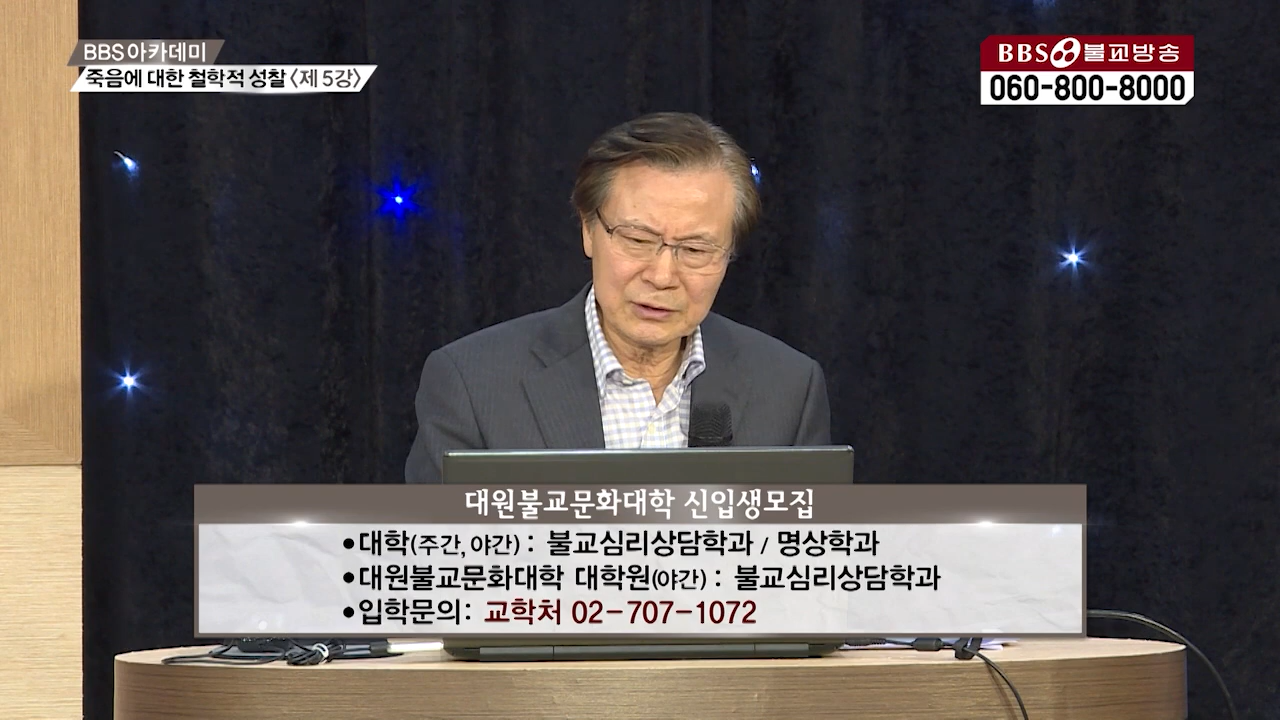 BBS아카데미
죽음에 대한 철학적 성찰〈제 5강〉
BBS 불교방송
060-800-8000
대원불교문화대학 신입생모집
•대학(주간, 야간) : 불교심리상담학과 / 명상학과
•대원불교문화대학 대학원(야간) : 불교심리상담학과
•입학문의: 교학처 02-707-1072